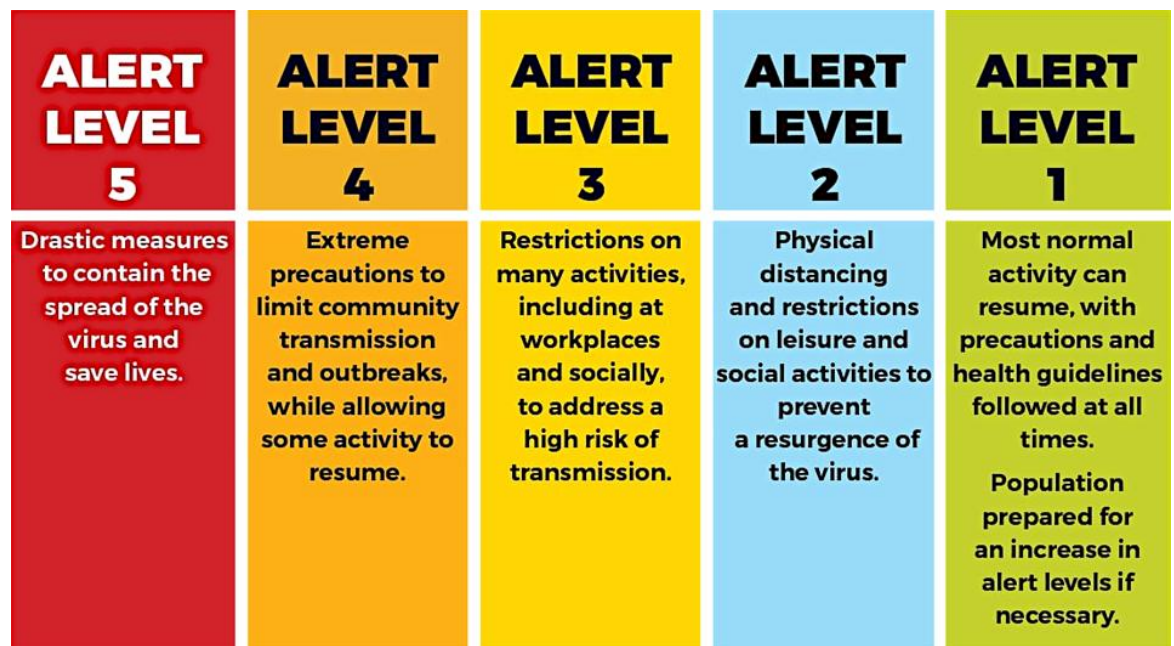 ALERT
LEVEL
5
Drastic measures
to contain the
spread of the
virus and
save lives.
ALERT
LEVEL
4
Extreme
precautions to
limit community
transmission
and outbreaks,
while allowing
some activity to
resume.
ALERT
LEVEL
3
Restrictions on
many activities,
including at
workplaces
and socially,
to address a
high risk of
transmission.
ALERT
LEVEL
2
Physical
distancing
and restrictions
on leisure and
social activities to
prevent
a resurgence of
the virus.
ALERT
LEVEL
1
Most normal
activity can
resume, with
precautions and
health guidelines
followed at all
times.
Population
prepared for
an increase in
alert levels if
necessary.